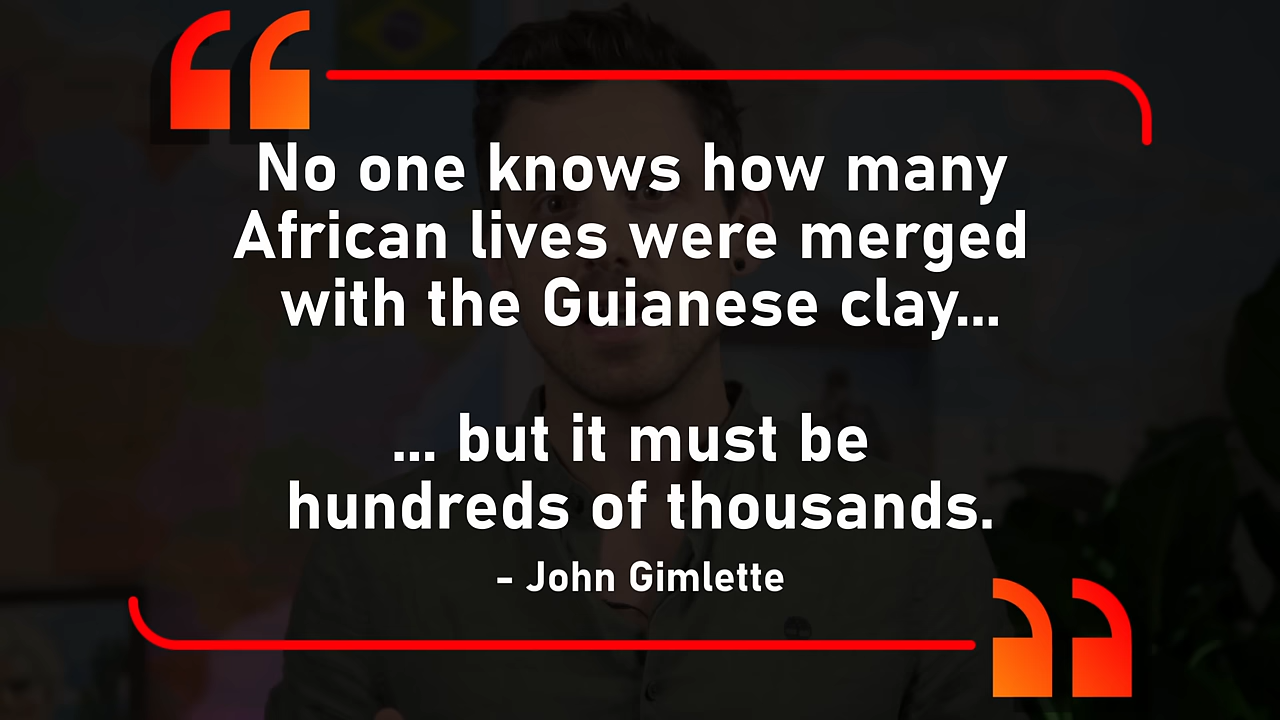 No one knows how many
African lives were merged
with the Guianese clay...
... but it must be
hundreds of thousands.
- John Gimlette